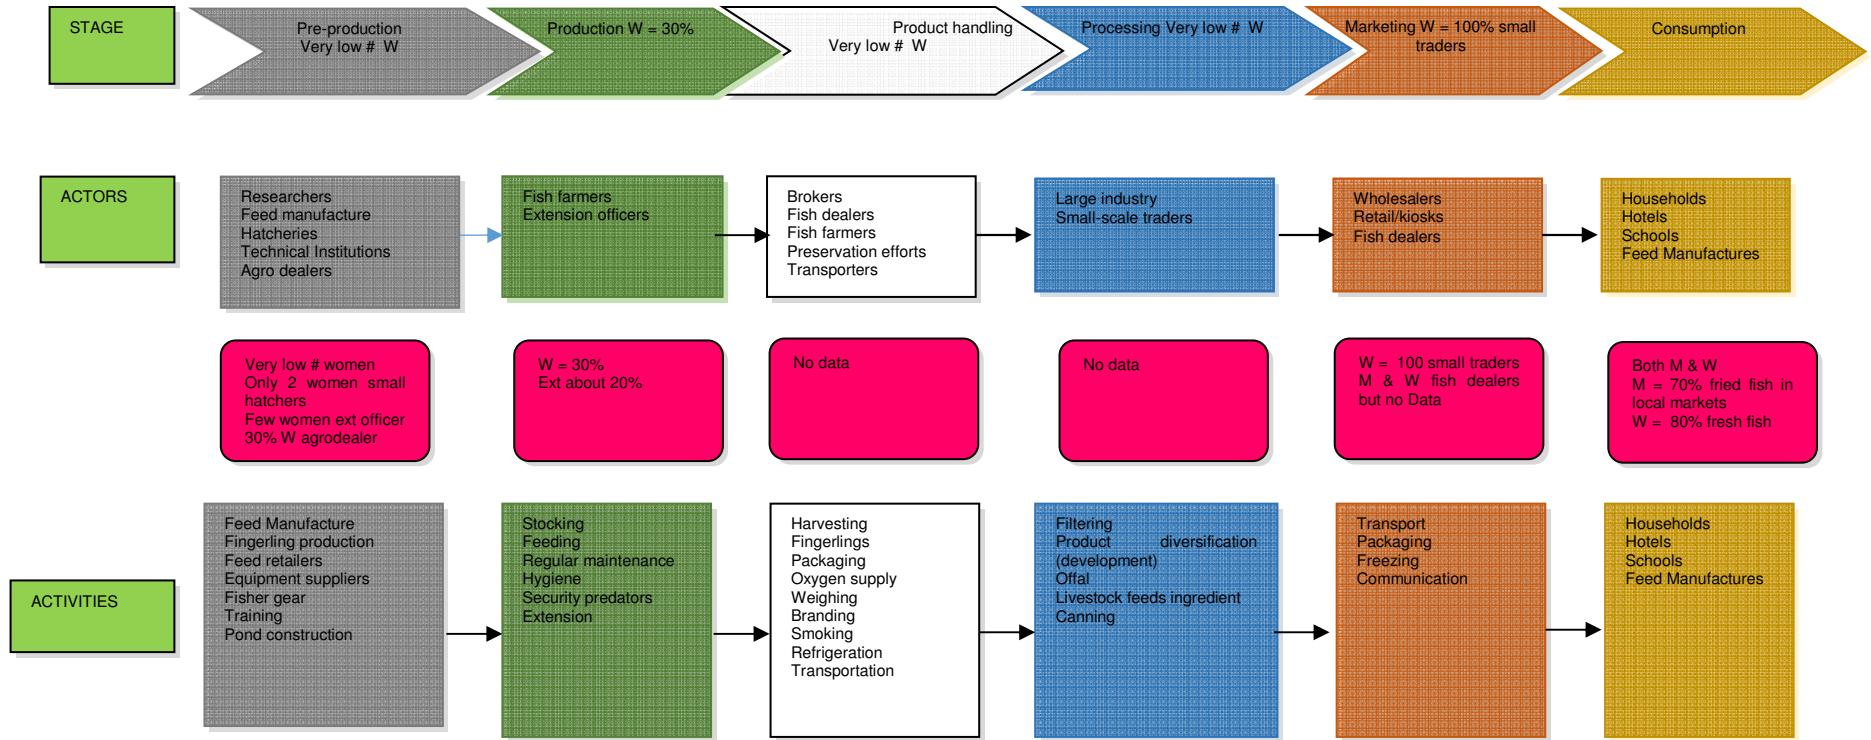 STAGE
Pre-production
Very low # W
Production W = 30%
Product handling
Very low # W
Processing Very low # W
Marketing W = 100% small
traders
Consumption
ACTORS
Researchers
Feed manufacture
Hatcheries
Technical Institutions
Agro dealers
Fish farmers
Extension officers
Brokers
Fish dealers
Fish farmers
Preservation efforts
Transporters
Large industry
Small-scale traders
Wholesalers
Retail/kiosks
Fish dealers
Households
Hotels
Schools
Feed Manufactures
Very low # women
Only 2 women small
hatchers
Few women ext officer
30% W agrodealer
W = 30%
Ext about 20%
No data
No data
W = 100 small traders
M & W fish dealers
but no Data
Both M & W
M = 70% fried fish in
local markets
W = 80% fresh fish
ACTIVITIES
Feed Manufacture
Fingerling production
Feed retailers
Equipment suppliers
Fisher gear
Training
Pond construction
Stocking
Feeding
Regular maintenance
Hygiene
Security predators
Extension
Harvesting
Fingerlings
Packaging
Oxygen supply
Weighing
Branding
Smoking
Refrigeration
Transportation
Filtering
Product diversification
(development)
Offal
Livestock feeds ingredient
Canning
Transport
Packaging
Freezing
Communication
Households
Hotels
Schools
Feed Manufactures